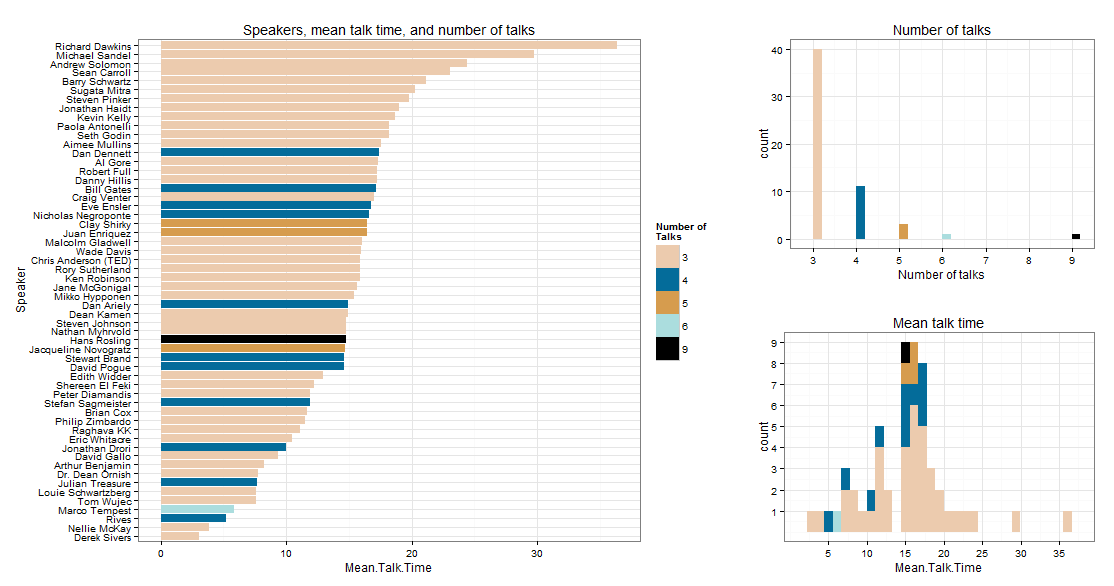 Speakers, mean talk time, and number of talks
Speaker
Richard Dawkins
Michael Sandel
Andrew Solomon
Sean Carroll
Barry Schwartz
Sugata Mitra
Steven Pinker
Jonathan Haidt
Kevin Kelly
Paola Antonelli
Seth Godin
Aimee Mullins
Dan Dennett
Al Gore
Robert Full
Danny Hillis
Bill Gates
Craig Venter
Eve Ensler
Nicholas Negroponte
Clay Shirky
Juan Enriquez
Malcolm Gladwell
Wade Davis
Chris Anderson (TED)
Rory Sutherland
Ken Robinson
Jane McGonigal
Mikko Hypponen
Dan Ariely
Dean Kamen
Steven Johnson
Nathan Myhrvold
Hans Rosling
Jacqueline Novogratz
Stewart Brand
David Pogue
Edith Widder
Shereen El Feki
Peter Diamandis
Stefan Sagmeister
Brian Cox
Philip Zimbardo
Raghava KK
Eric Whitacre
Jonathan Drori
David Gallo
Arthur Benjamin
Dr. Dean Ornish
Julian Treasure
Louie Schwartzberg
Tom Wujec
Marco Tempest
Rives
Nellie McKay
Derek Sivers
0 10 20 30
Mean.Talk.Time
Number of
Talks
3
4
5
6
9
Number of talks
count
40
30
20
10
0
3 4 5 6 7 8 9
Number of talks
Mean talk time
count
9
8
7
6
5
4
3
2
1
5 10 15 20 25 30 35
Mean.Talk.Time